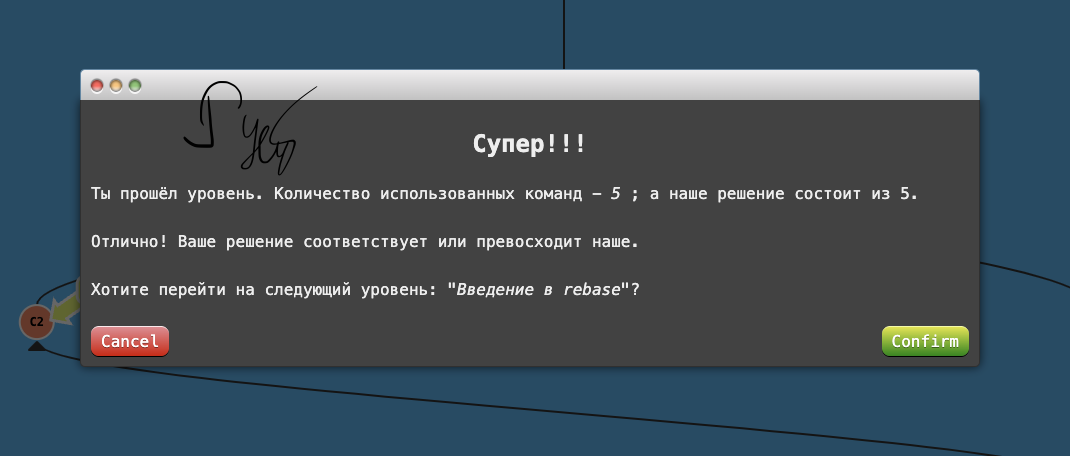 Супер!!!
Ты прошёл уровень. Количество использованных команд – 5 ; а наше решение состоит из 5.
Отлично! Ваше решение соответствует или превосходит наше.
Хотите перейти на следующий уровень: "Введение в rebase"?
C2
Cancel
Confirm